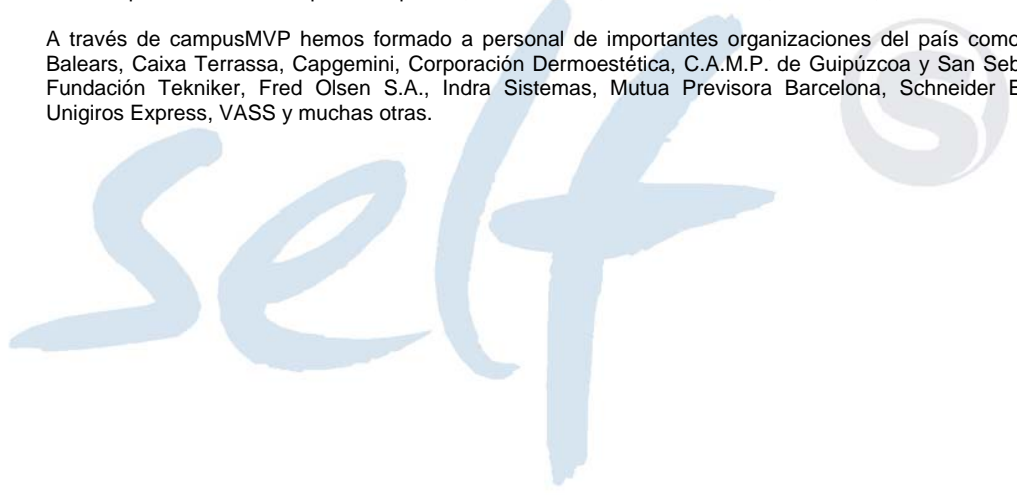 A través de campusMVP hemos formado a personal de importantes organizaciones del país como
Balears, Caixa Terrassa, Capgemini, Corporación Dermoestética, C.A.M.P. de Guipúzcoa y San Seb
Fundación Tekniker, Fred Olsen S.A., Indra Sistemas, Mutua Previsora Barcelona, Schneider E
Unigiros Express, VASS y muchas otras.
self
S